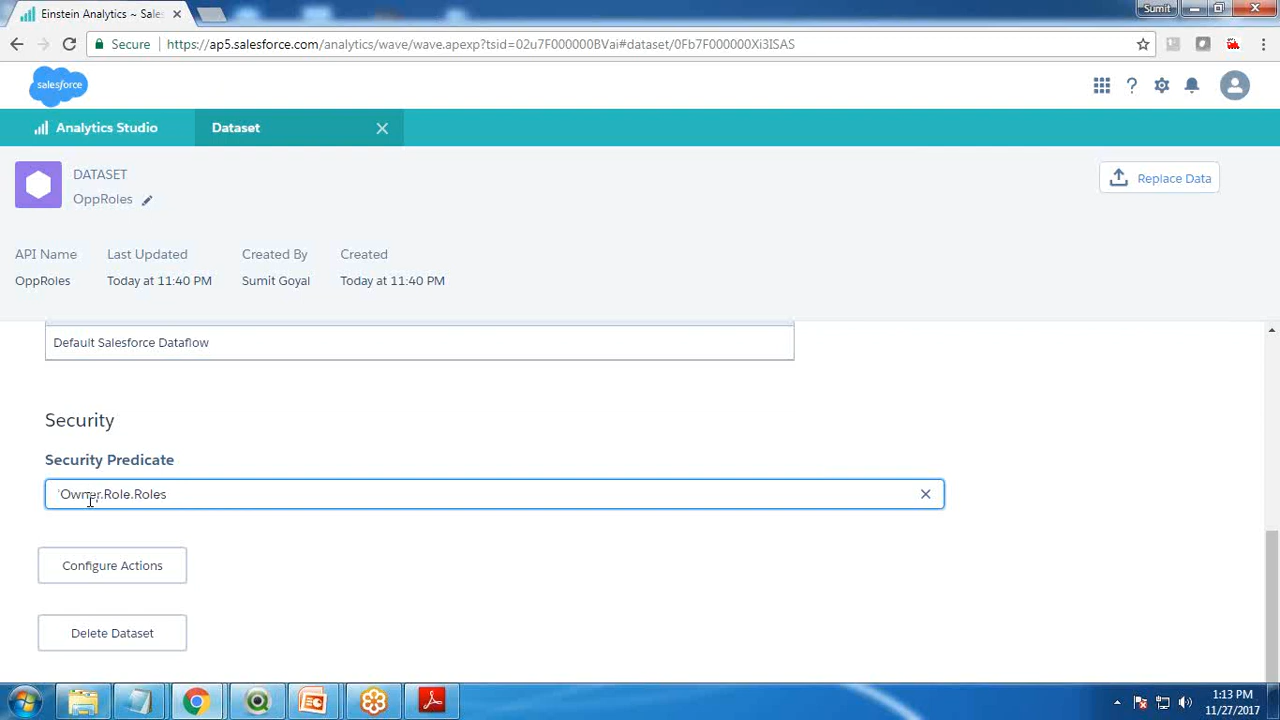 Einstein Analytics ~ Sales
Sumit
Secure
https://ap5.salesforce.com/analytics/wave/wave.apexp?tsid=02u7F000000BVai#dataset/0Fb7F000000Xi3ISAS
salesforce
Analytics Studio
Dataset
DATASET
OppRoles
Replace Data
API Name
Last Updated
Created By
Created
OppRoles
Today at 11:40 PM
Sumit Goyal
Today at 11:40 PM
Default Salesforce Dataflow
Security
Security Predicate
'Owner.Role.Roles
Configure Actions
Delete Dataset
1:13 PM
11/27/2017